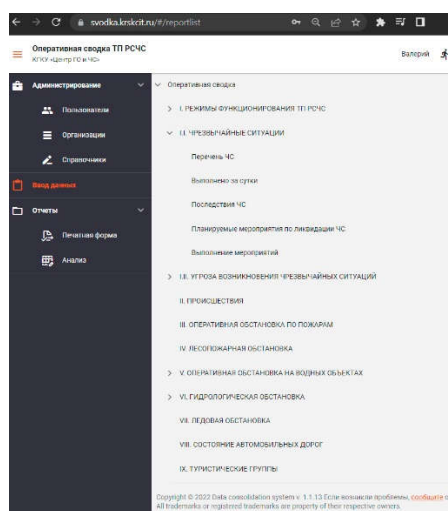 svodka.krskcit.ru/#/reportlist
Оперативная сводка ТП РСЧС
КГКУ «Центр ГО и ЧС»
Валерий
Администрирование
Пользователи
Организации
Справочники
Ввод данных
Отчеты
Печатная форма
Анализ
Оперативная сводка
I. РЕЖИМЫ ФУНКЦИОНИРОВАНИЯ ТП РСЧС
I.I. ЧРЕЗВЫЧАЙНЫЕ СИТУАЦИИ
Перечень ЧС
Выполнено за сутки
Последствия ЧС
Планируемые мероприятия по ликвидации ЧС
Выполнение мероприятий
I.II. УГРОЗА ВОЗНИКНОВЕНИЯ ЧРЕЗВЫЧАЙНЫХ СИТУАЦИЙ
II. ПРОИСШЕСТВИЯ
III. ОПЕРАТИВНАЯ ОБСТАНОВКА ПО ПОЖАРАМ
IV. ЛЕСОПОЖАРНАЯ ОБСТАНОВКА
V. ОПЕРАТИВНАЯ ОБСТАНОВКА НА ВОДНЫХ ОБЪЕКТАХ
VI. ГИДРОЛОГИЧЕСКАЯ ОБСТАНОВКА
VII. ЛЕДОВАЯ ОБСТАНОВКА
VIII. СОСТОЯНИЕ АВТОМОБИЛЬНЫХ ДОРОГ
IX. ТУРИСТИЧЕСКИЕ ГРУППЫ
Copyright © 2022 Data consolidation system v. 1.1.13 Если возникли проблемы, сообщите о
All trademarks or registered trademarks are property of their respective owners.